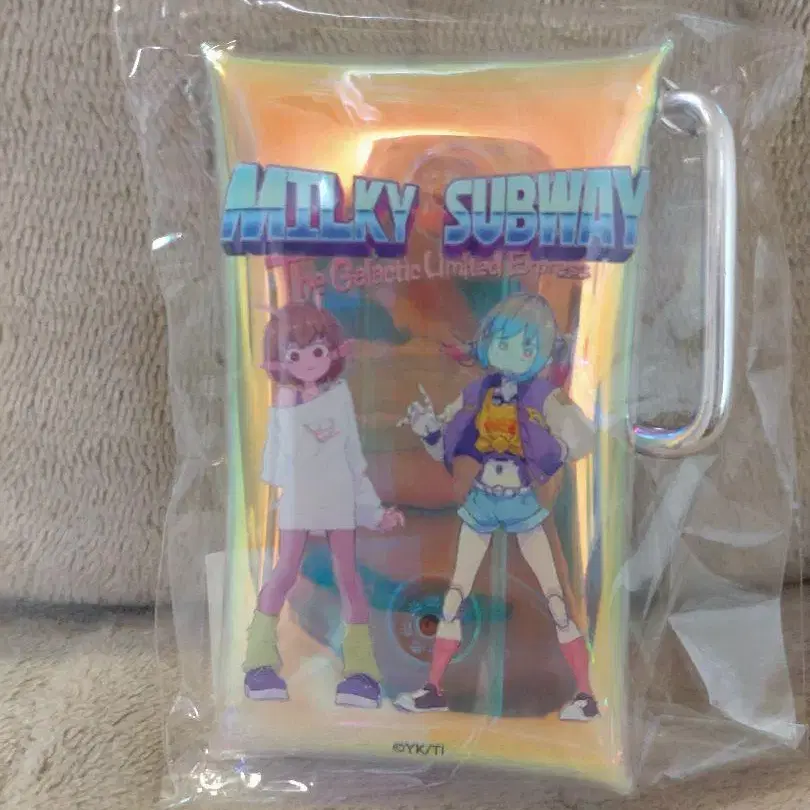 MILKY SUBWAY
The Galactic Limited Express
©YK/TI